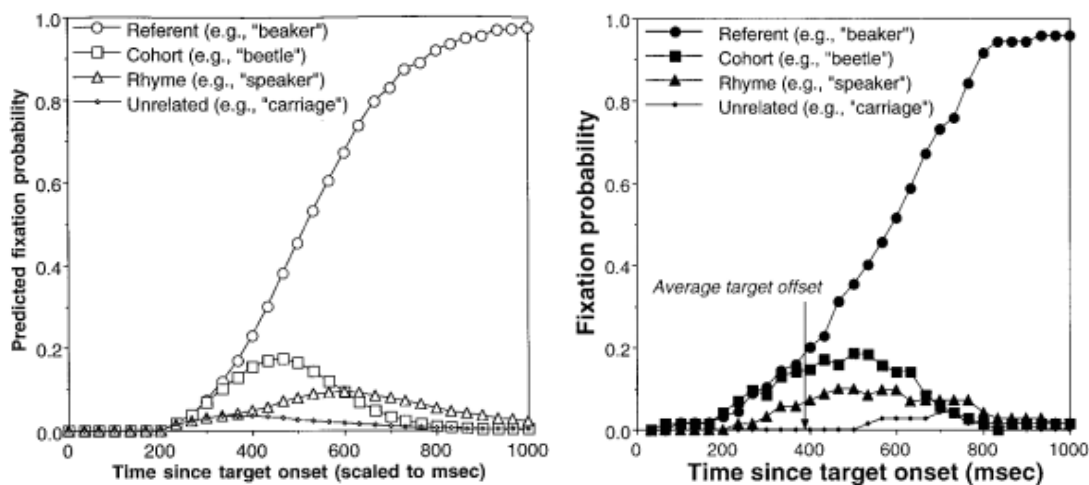 1.0
Referent (e.g., "beaker")
Cohort (e.g., "beetle")
Rhyme (e.g., "speaker")
Unrelated (e.g., "carriage")
0.8
0.6
0.4
0.2
0.0
Predicted fixation probability
0 200 400 600 800 1000
Time since target onset (scaled to msec)
1.0
Referent (e.g., "beaker")
Cohort (e.g., "beetle")
Rhyme (e.g., "speaker")
Unrelated (e.g., "carriage")
0.8
0.6
0.4
Average target offset
0.2
0.0
Fixation probability
0 200 400 600 800 1000
Time since target onset (msec)